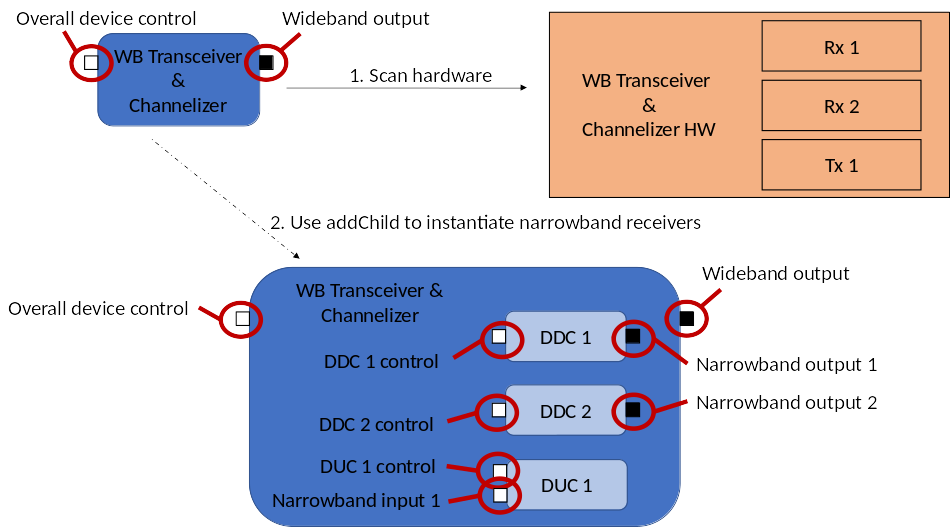 Overall device control
Wideband output
WB Transceiver
&
Channelizer
1. Scan hardware
WB Transceiver
&
Channelizer HW
Rx 1
Rx 2
Tx 1
2. Use addChild to instantiate narrowband receivers
Wideband output
Overall device control
WB Transceiver &
Channelizer
DDC 1
DDC 1 control
Narrowband output 1
DDC 2
Narrowband output 2
DDC 2 control
DUC 1 control
DUC 1
Narrowband input 1